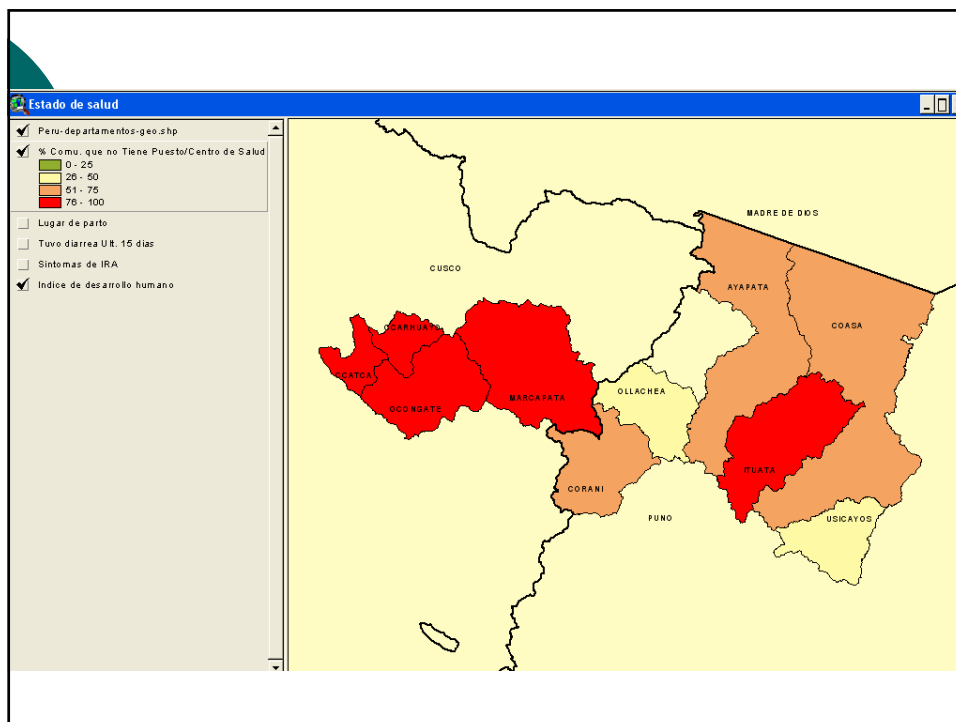 Estado de salud
Peru-departamentos-geo.shp
% Comu. que no Tiene Puesto/Centro de Salud
0 - 25
26 - 50
51 - 75
76 - 100
Lugar de parto
Tuvo diarrea Ult. 15 dias
Sintomas de IRA
Indice de desarrollo humano
MADRE DE DIOS
CUSCO
AYAPATA
COASA
CCARHUAYO
CCATCA
OCONGATE
MARCAPATA
OLLACHEA
ITUATA
CORANI
PUNO
USICAYOS